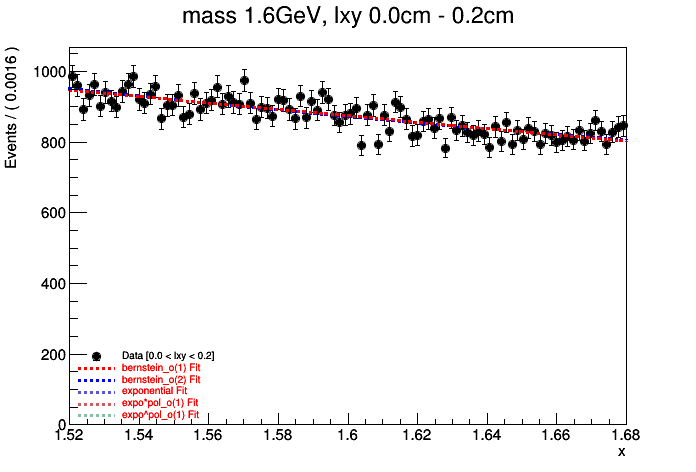 mass 1.6GeV, lxy 0.0cm - 0.2cm
Events / ( 0.0016 )
1000
800
600
400
200
0
Data [0.0 < lxy < 0.2]
bernstein_o(1) Fit
bernstein_o(2) Fit
exponential Fit
expo*pol_o(1) Fit
expo^pol_o(1) Fit
1.52 1.54 1.56 1.58 1.6 1.62 1.64 1.66 1.68
x